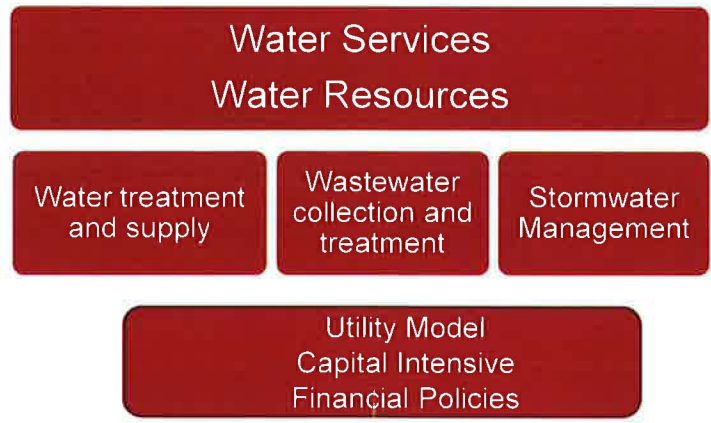 Water Services
Water Resources
Water treatment
and supply
Wastewater
collection and
treatment
Stormwater
Management
Utility Model
Capital Intensive
Financial Policies